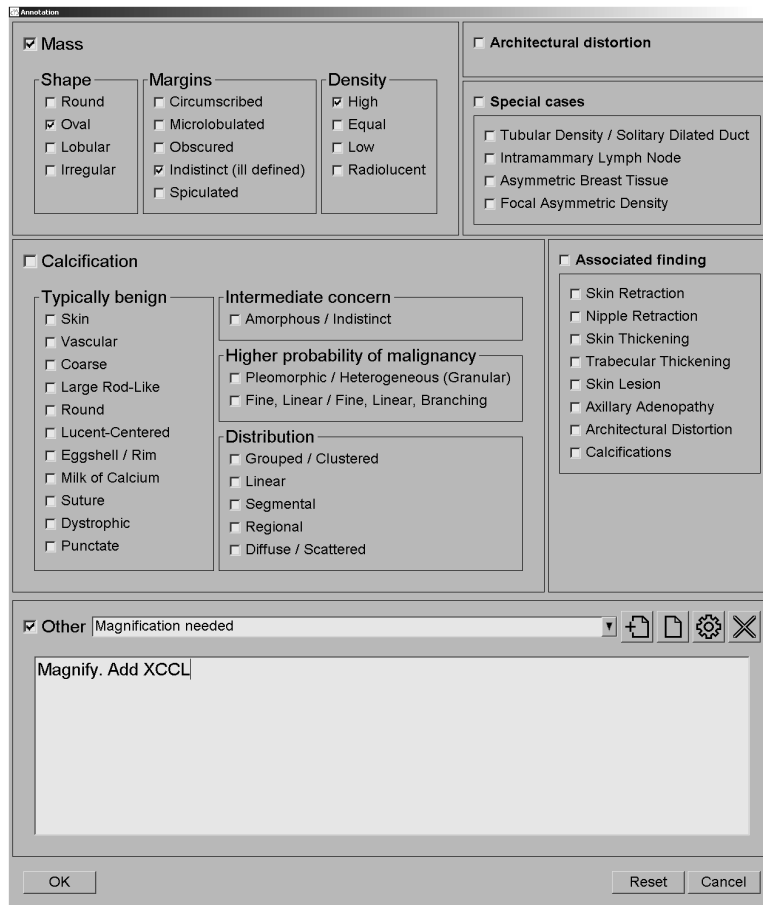 Annotation
Mass
Shape
Round
Oval
Lobular
Irregular
Margins
Circumscribed
Microlobulated
Obscured
Indistinct (ill defined)
Spiculated
Density
High
Equal
Low
Radiolucent
Architectural distortion
Special cases
Tubular Density / Solitary Dilated Duct
Intramammary Lymph Node
Asymmetric Breast Tissue
Focal Asymmetric Density
Calcification
Typically benign
Skin
Vascular
Coarse
Large Rod-Like
Round
Lucent-Centered
Eggshell / Rim
Milk of Calcium
Suture
Dystrophic
Punctate
Intermediate concern
Amorphous / Indistinct
Higher probability of malignancy
Pleomorphic / Heterogeneous (Granular)
Fine, Linear / Fine, Linear, Branching
Distribution
Grouped / Clustered
Linear
Segmental
Regional
Diffuse / Scattered
Associated finding
Skin Retraction
Nipple Retraction
Skin Thickening
Trabecular Thickening
Skin Lesion
Axillary Adenopathy
Architectural Distortion
Calcifications
Other Magnification needed
Magnify. Add XCCL
OK Reset Cancel